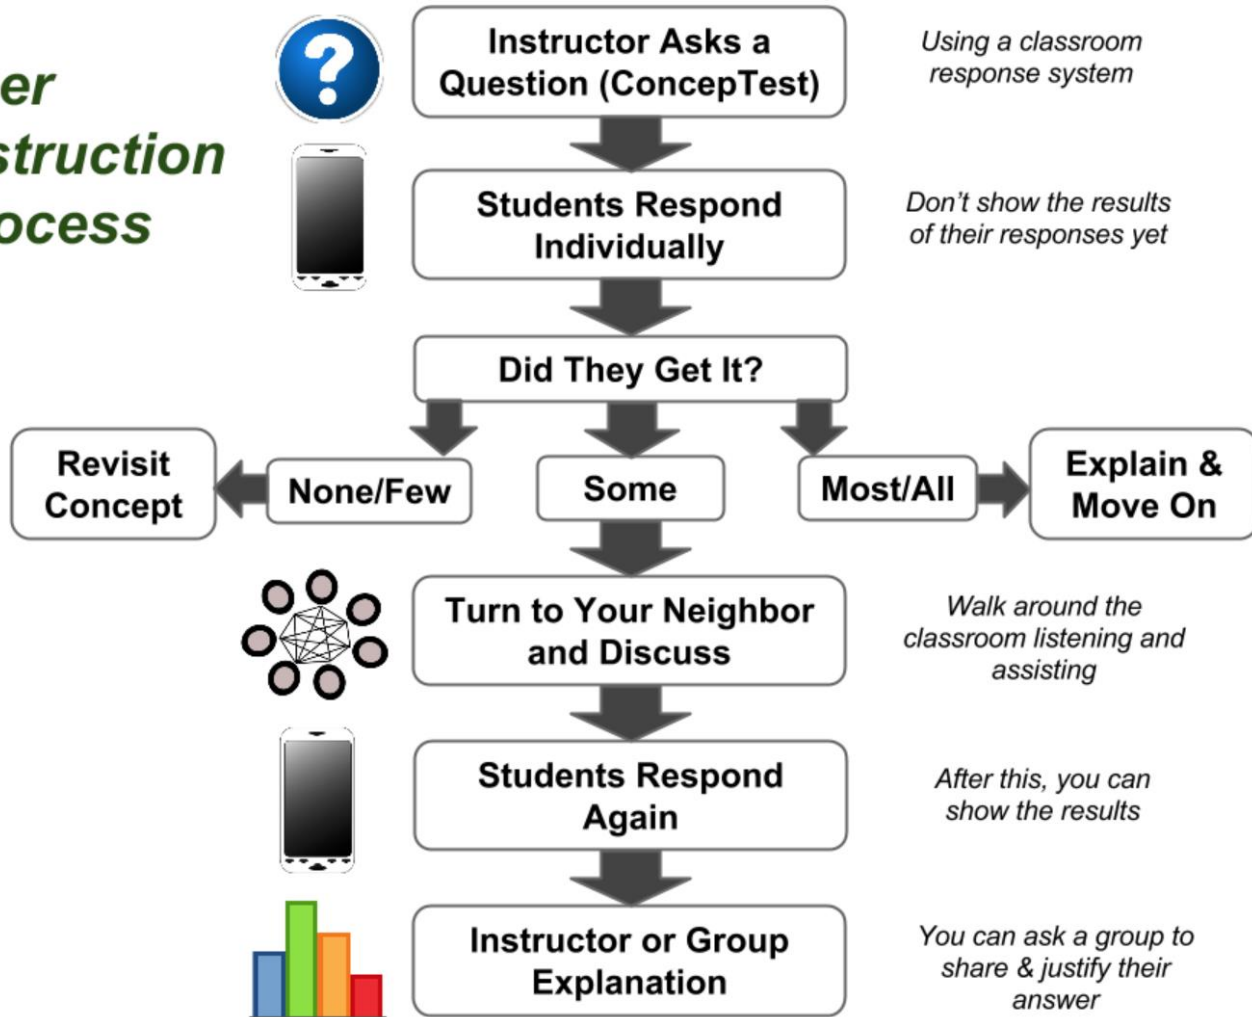 er
struction
ocess
Instructor Asks a
Question (ConcepTest)
Using a classroom
response system
Students Respond
Individually
Don't show the results
of their responses yet
Did They Get It?
Revisit
Concept
None/Few
Some
Most/All
Explain &
Move On
Turn to Your Neighbor
and Discuss
Walk around the
classroom listening and
assisting
Students Respond
Again
After this, you can
show the results
Instructor or Group
Explanation
You can ask a group to
share & justify their
answer